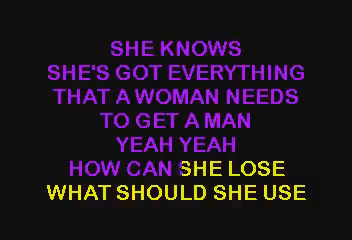 SHE KNOWS
SHE'S GOT EVERYTHING
THAT A WOMAN NEEDS
TO GET A MAN
YEAH YEAH
HOW CAN SHE LOSE
WHAT SHOULD SHE USE